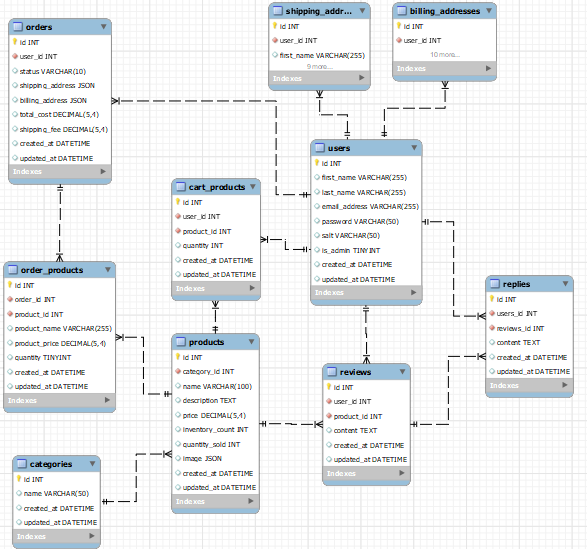 orders
id INT
user_id INT
status VARCHAR(10)
shipping_address JSON
billing_address JSON
total_cost DECIMAL(5,4)
shipping_fee DECIMAL(5,4)
created_at DATETIME
updated_at DATETIME
Indexes
shipping_addr...
id INT
user_id INT
first_name VARCHAR(255)
9 more...
Indexes
billing_addresses
id INT
user_id INT
10 more...
Indexes
users
id INT
first_name VARCHAR(255)
last_name VARCHAR(255)
email_address VARCHAR(255)
password VARCHAR(50)
salt VARCHAR(50)
is_admin TINYINT
created_at DATETIME
updated_at DATETIME
Indexes
cart_products
id INT
user_id INT
product_id INT
quantity INT
created_at DATETIME
updated_at DATETIME
Indexes
order_products
id INT
order_id INT
product_id INT
product_name VARCHAR(255)
product_price DECIMAL(5,4)
quantity TINYINT
created_at DATETIME
updated_at DATETIME
Indexes
replies
id INT
users_id INT
reviews_id INT
content TEXT
created_at DATETIME
updated_at DATETIME
Indexes
products
id INT
category_id INT
name VARCHAR(100)
description TEXT
price DECIMAL(5,4)
inventory_count INT
quantity_sold INT
image JSON
created_at DATETIME
updated_at DATETIME
Indexes
reviews
id INT
user_id INT
product_id INT
content TEXT
created_at DATETIME
updated_at DATETIME
Indexes
categories
id INT
name VARCHAR(50)
created_at DATETIME
updated_at DATETIME
Indexes